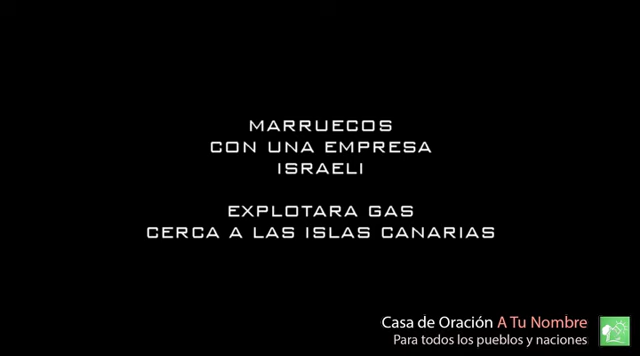 MARRUECOS
CON UNA EMPRESA
ISRAELI
EXPLOTARA GAS
CERCA A LAS ISLAS CANARIAS
Casa de Oración A Tu Nombre
Para todos los pueblos y naciones